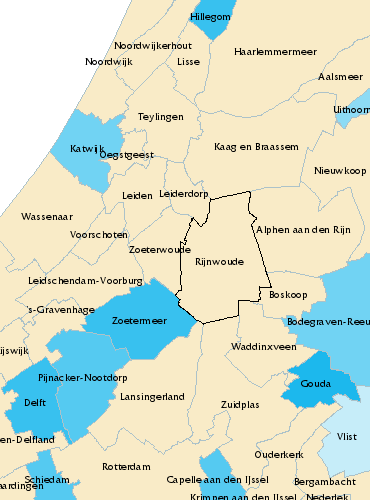 Hillegom
Noordwijkerhout
Haarlemmermeer
Noordwijk
Lisse
Aalsmeer
Uithoorn
Teylingen
Katwijk
Oegstgeest
Kaag en Braassem
Nieuwkoop
Leiden
Leiderdorp
Wassenaar
Voorschoten
Alphen aan den Rijn
Zoeterwoude
Rijnwoude
Leidschendam-Voorburg
Boskoop
's-Gravenhage
Zoetermeer
Bodegraven-Reeu
Waddinxveen
ijswijk
Pijnacker-Nootdorp
Gouda
Lansingerland
Delft
Zuidplas
en-Delfland
Vlist
Ouderkerk
Rotterdam
Schiedam
Capelle aan den IJssel
Bergambacht
aardingen
Krimpen aan den IJssel
Nederlek